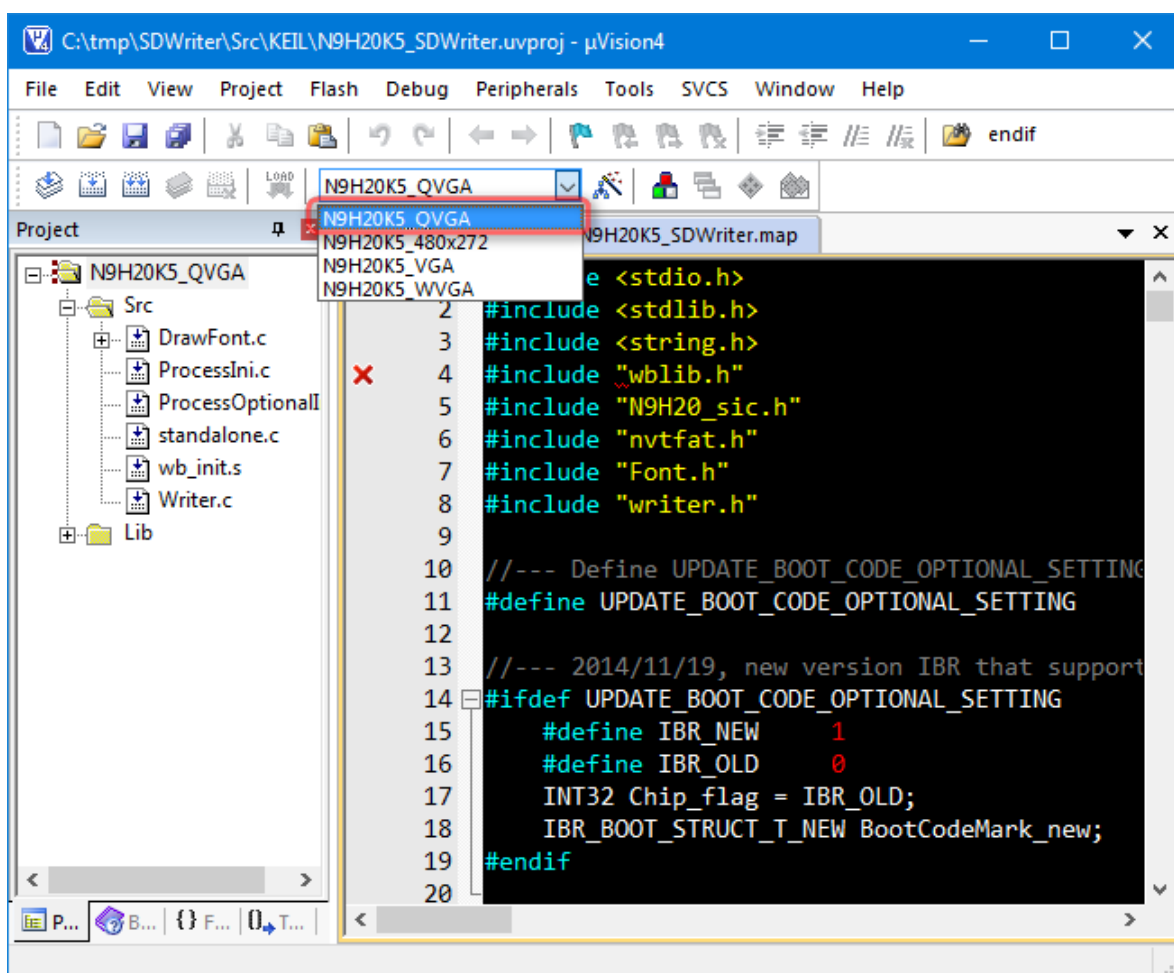 C:\tmp\SDWriter\Src\KEIL\N9H20K5_SDWriter.uvproj - µVision4
File Edit View Project Flash Debug Peripherals Tools SVCS Window Help
endif
LOAD
N9H20K5_QVGA
N9H20K5_QVGA
N9H20K5_480x272
N9H20K5_VGA
N9H20K5_WVGA
Project
N9H20K5_QVGA
Src
DrawFont.c
ProcessIni.c
ProcessOptionalI
standalone.c
wb_init.s
Writer.c
Lib
P... B... {} F... 0 T...
N9H20K5_SDWriter.map
e <stdio.h>
2 #include <stdlib.h>
3 #include <string.h>
4 #include "wblib.h"
5 #include "N9H20_sic.h"
6 #include "nvtfat.h"
7 #include "Font.h"
8 #include "writer.h"
9
10 //--- Define UPDATE_BOOT_CODE_OPTIONAL_SETTING
11 #define UPDATE_BOOT_CODE_OPTIONAL_SETTING
12
13 //--- 2014/11/19, new version IBR that support
14 #ifdef UPDATE_BOOT_CODE_OPTIONAL_SETTING
15 #define IBR_NEW 1
16 #define IBR_OLD 0
17 INT32 Chip_flag = IBR_OLD;
18 IBR_BOOT_STRUCT_T_NEW BootCodeMark_new;
19 #endif
20